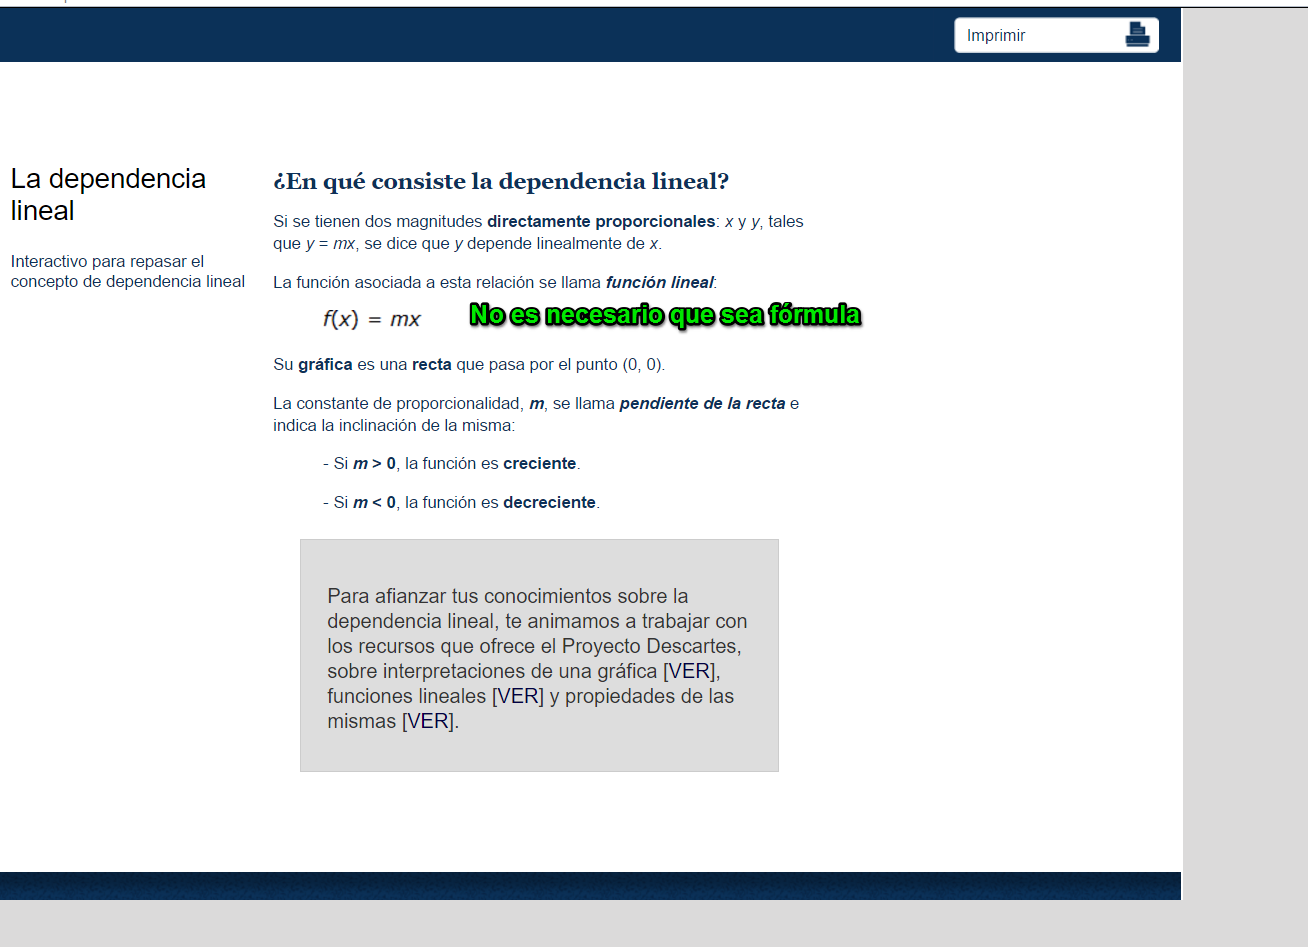 Imprimir
La dependencia
lineal
Interactivo para repasar el
concepto de dependencia lineal
¿En qué consiste la dependencia lineal?
Si se tienen dos magnitudes directamente proporcionales: x y y, tales
que y = mx, se dice que y depende linealmente de x.
La función asociada a esta relación se llama función lineal:
f(x) = mx
No es necesario que sea fórmula
Su gráfica es una recta que pasa por el punto (0, 0).
La constante de proporcionalidad, m, se llama pendiente de la recta e
indica la inclinación de la misma:
- Si m > 0, la función es creciente.
- Si m < 0, la función es decreciente.
Para afianzar tus conocimientos sobre la
dependencia lineal, te animamos a trabajar con
los recursos que ofrece el Proyecto Descartes,
sobre interpretaciones de una gráfica [VER],
funciones lineales [VER] y propiedades de las
mismas [VER].